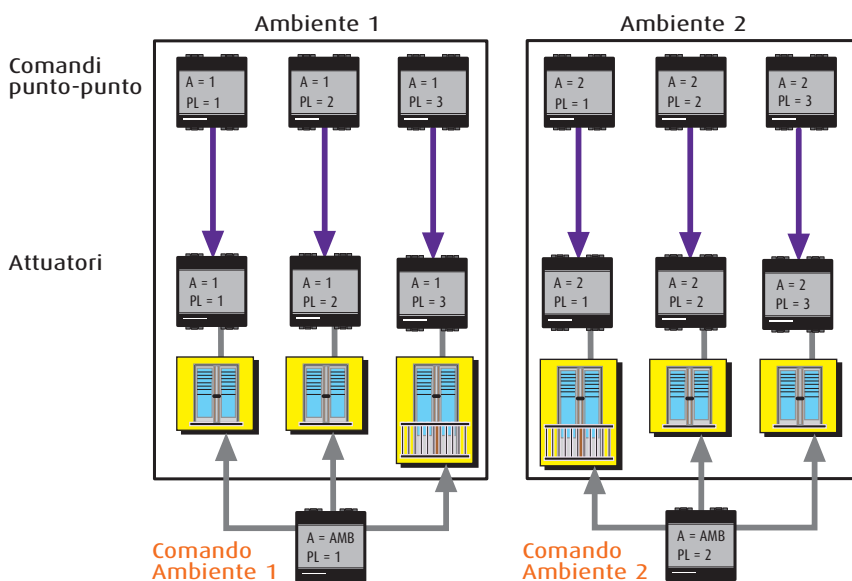 Ambiente 1
Ambiente 2
Comandi
punto-punto
A = 1
PL = 1
A = 1
PL = 2
A = 1
PL = 3
A = 2
PL = 1
A = 2
PL = 2
A = 2
PL = 3
Attuatori
A = 1
PL = 1
A = 1
PL = 2
A = 1
PL = 3
A = 2
PL = 1
A = 2
PL = 2
A = 2
PL = 3
Comando
Ambiente 1
A = AMB
PL = 1
Comando
Ambiente 2
A = AMB
PL = 2